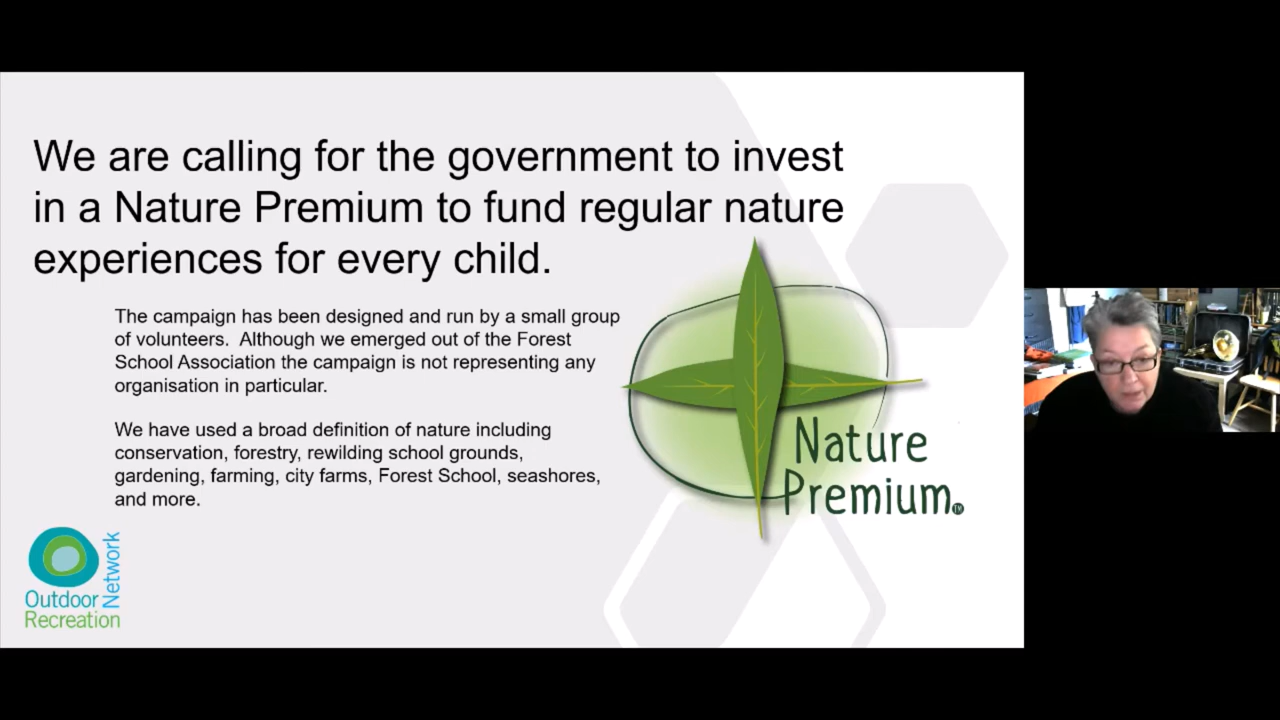 We are calling for the government to invest
in a Nature Premium to fund regular nature
experiences for every child.
The campaign has been designed and run by a small group
of volunteers.  Although we emerged out of the Forest
School Association the campaign is not representing any
organisation in particular.
We have used a broad definition of nature including
conservation, forestry, rewilding school grounds,
gardening, farming, city farms, Forest School, seashores,
and more.
Nature
Premium™
Outdoor
Recreation
Network